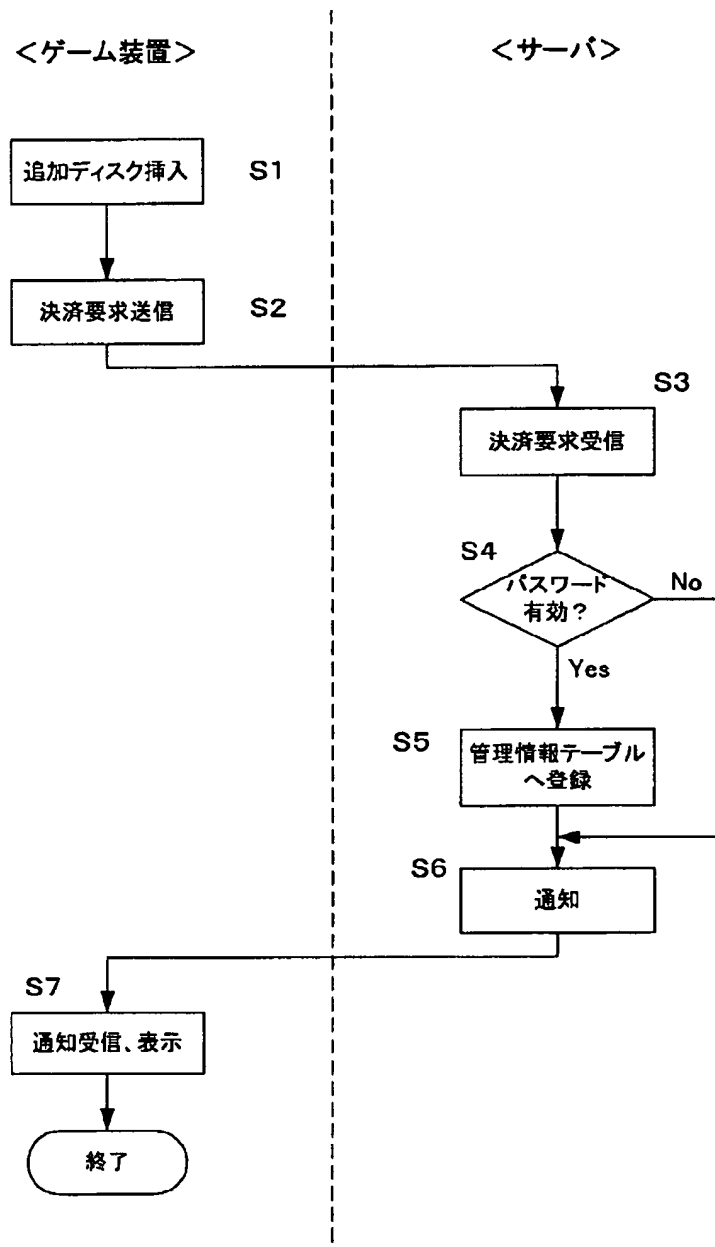 ＜ゲーム装置＞
＜サーバ＞
追加ディスク挿入
S1
決済要求送信
S2
S3
決済要求受信
S4
パスワード
有効？
No
Yes
S5
管理情報テーブル
へ登録
S6
通知
S7
通知受信、表示
終了